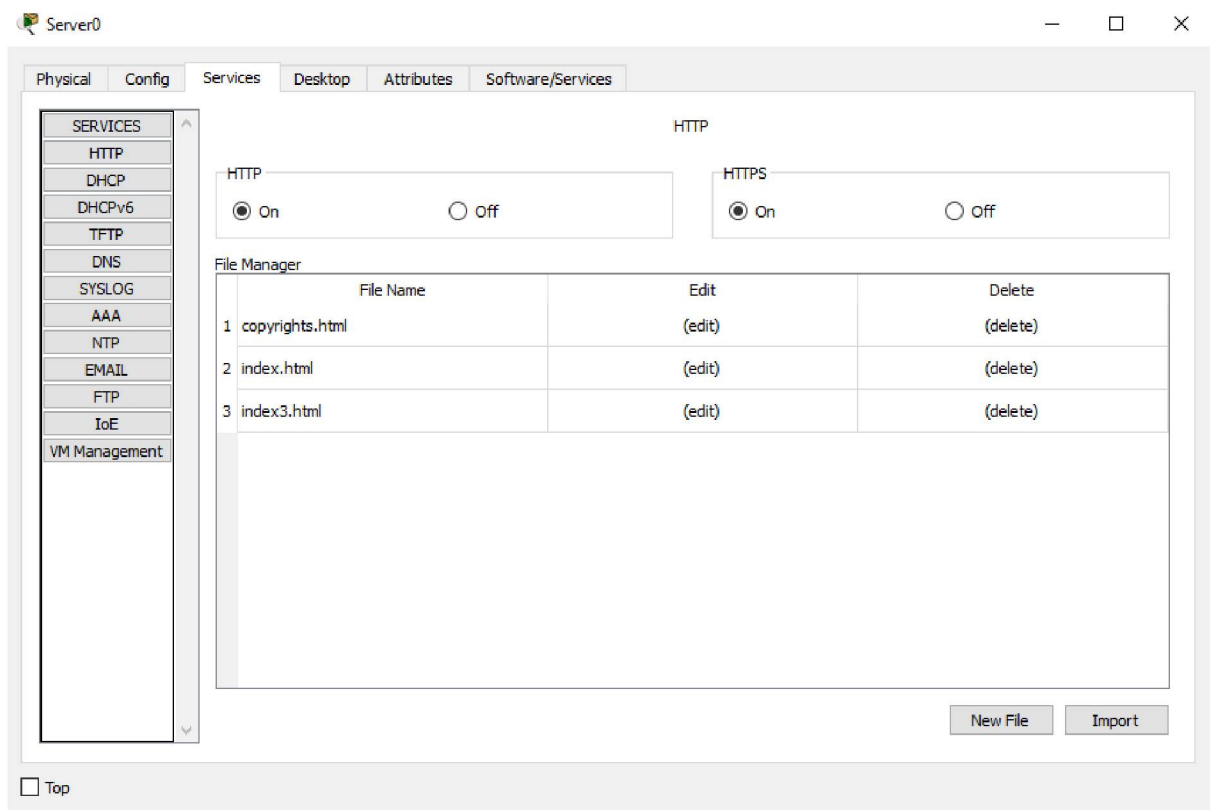 Server0
Physical Config Services Desktop Attributes Software/Services
SERVICES
HTTP
DHCP
DHCPv6
TFTP
DNS
SYSLOG
AAA
NTP
EMAIL
FTP
IoE
VM Management
HTTP
HTTP
On Off
HTTPS
On Off
File Manager
File Name Edit Delete
1 copyrights.html (edit) (delete)
2 index.html (edit) (delete)
3 index3.html (edit) (delete)
New File Import
Top